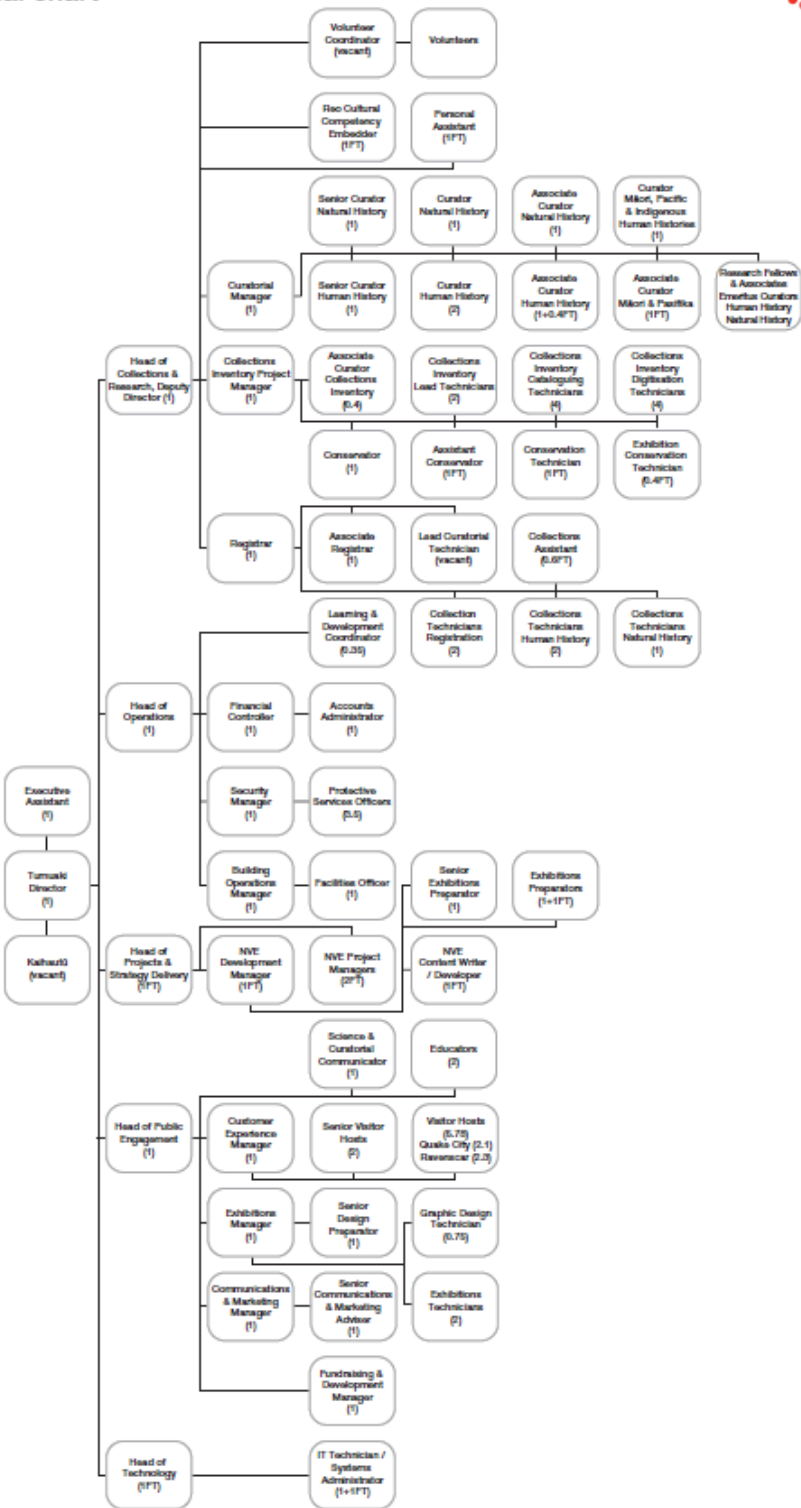 Volunteer
Coordinator
(vacant)
Volunteers
Reo Cultural
Competency
Embedder
(1FT)
Personal
Assistant
(1FT)
Senior Curator
Natural History
(1)
Curator
Natural History
(1)
Associate
Curator
Natural History
(1)
Curator
Māori, Pacific
& Indigenous
Human Histories
(1)
Curatorial
Manager
(1)
Senior Curator
Human History
(1)
Curator
Human History
(2)
Associate
Curator
Human History
(1+0.4FT)
Associate
Curator
Māori & Pasifika
(1FT)
Research Fellows
& Associates
Emeritus Curators
Human History
Natural History
Head of
Collections &
Research, Deputy
Director (1)
Collections
Inventory Project
Manager
(1)
Associate
Curator
Collections
Inventory
(0.4)
Collections
Inventory
Lead Technicians
(2)
Collections
Inventory
Cataloguing
Technicians
(4)
Collections
Inventory
Digitisation
Technicians
(4)
Conservator
(1)
Assistant
Conservator
(1FT)
Conservation
Technician
(1FT)
Exhibition
Conservation
Technician
(0.4FT)
Registrar
(1)
Associate
Registrar
(1)
Lead Curatorial
Technician
(vacant)
Collections
Assistant
(0.6FT)
Learning &
Development
Coordinator
(0.35)
Collection
Technicians
Registration
(2)
Collections
Technicians
Human History
(2)
Collections
Technicians
Natural History
(1)
Head of
Operations
(1)
Financial
Controller
(1)
Accounts
Administrator
(1)
Executive
Assistant
(1)
Security
Manager
(1)
Protective
Services Officers
(3.5)
Tumuaki
Director
(1)
Building
Operations
Manager
(1)
Facilities Officer
(1)
Senior
Exhibitions
Preparator
(1)
Exhibitions
Preparators
(1+1FT)
Kaihautū
(vacant)
Head of
Projects &
Strategy Delivery
(1FT)
NVE
Development
Manager
(1FT)
NVE Project
Managers
(2FT)
NVE
Content Writer
/ Developer
(1FT)
Science &
Curatorial
Communicator
(1)
Educators
(2)
Head of Public
Engagement
(1)
Customer
Experience
Manager
(1)
Senior Visitor
Hosts
(2)
Visitor Hosts
(5.75)
Quake City (2.1)
Ravenscar (2.3)
Exhibitions
Manager
(1)
Senior
Design
Preparator
(1)
Graphic Design
Technician
(0.75)
Communications
& Marketing
Manager
(1)
Senior
Communications
& Marketing
Adviser
(1)
Exhibitions
Technicians
(2)
Fundraising &
Development
Manager
(1)
Head of
Technology
(1FT)
IT Technician /
Systems
Administrator
(1+1FT)